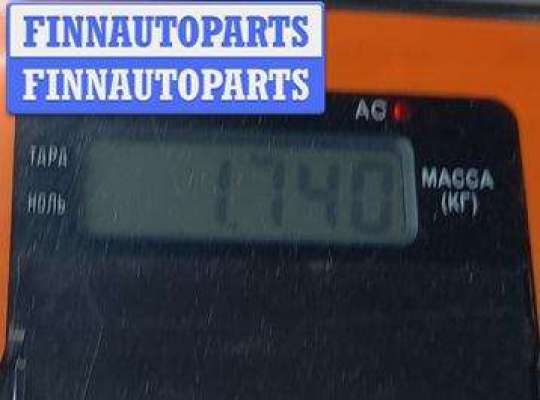 FINNAUTOPARTS
FINNAUTOPARTS
AC
ТАРА
1.740
МАССА
(КГ)
НОЛЬ